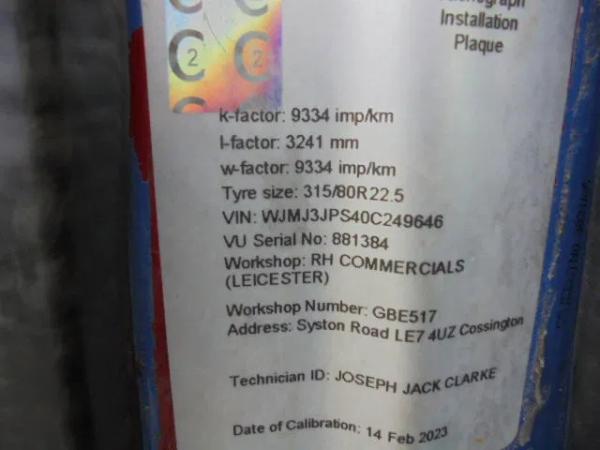 Installation
Plaque
k-factor: 9334 imp/km
l-factor: 3241 mm
w-factor: 9334 imp/km
Tyre size: 315/80R22.5
VIN: WJMJ3JPS40C249646
VU Serial No: 881384
Workshop: RH COMMERCIALS
(LEICESTER)
Workshop Number: GBE517
Address: Syston Road LE7 4UZ Cossington
Technician ID: JOSEPH JACK CLARKE
Date of Calibration: 14 Feb 2023
C 2 C 2